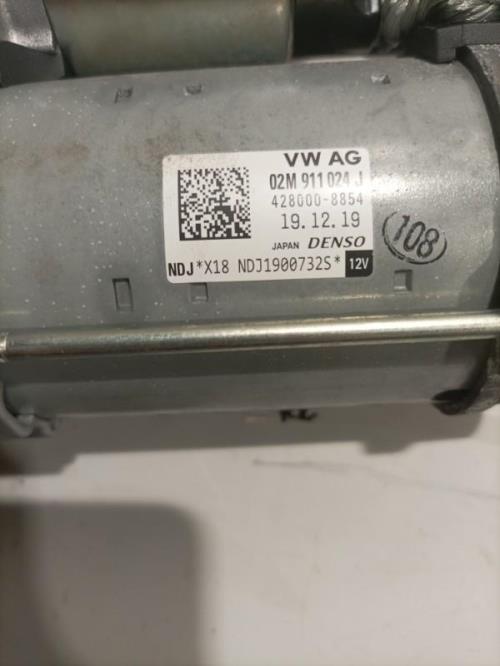 VW AG
02M 911 024 J
428000-8854
19.12.19
JAPAN DENSO
NDJ*X18 NDJ1900732S* 12V
108